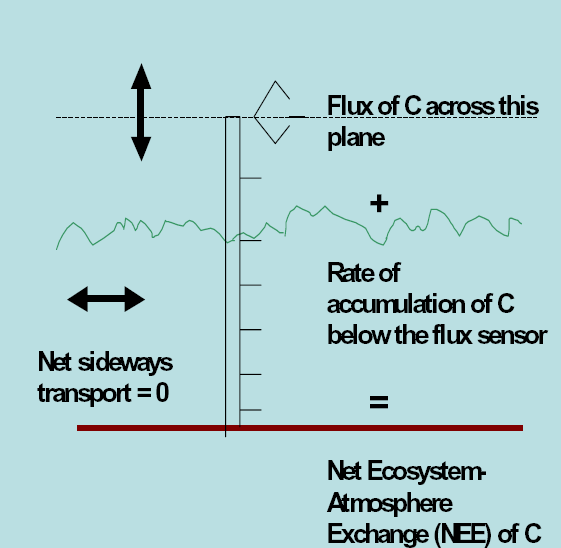 Flux of C across this
plane
+
Rate of
accumulation of C
below the flux sensor
Net sideways
transport = 0
=
Net Ecosystem-
Atmosphere
Exchange (NEE) of C